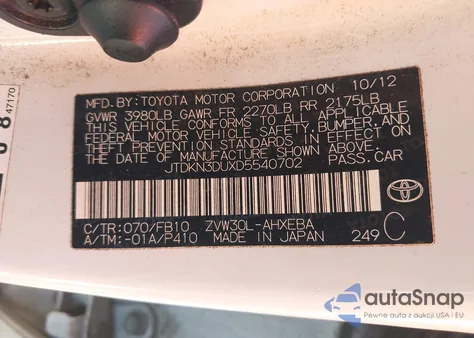 47170
MFD. BY: TOYOTA MOTOR CORPORATION 10/12
GVWR 3980LB GAWR FR 2270LB RR 2175LB
THIS VEHICLE CONFORMS TO ALL APPLICABLE
FEDERAL MOTOR VEHICLE SAFETY, BUMPER, AND
THEFT PREVENTION STANDARDS IN EFFECT ON
THE DATE OF MANUFACTURE SHOWN ABOVE.
JTDKN3DUXD5540702 PASS.CAR
C/TR:070/FB10 ZVW30L-AHXEBA
A/TM:-01A/P410 MADE IN JAPAN 249 C
TOYOTA
autoSnap
Pewne auta z aukcji USA i EU